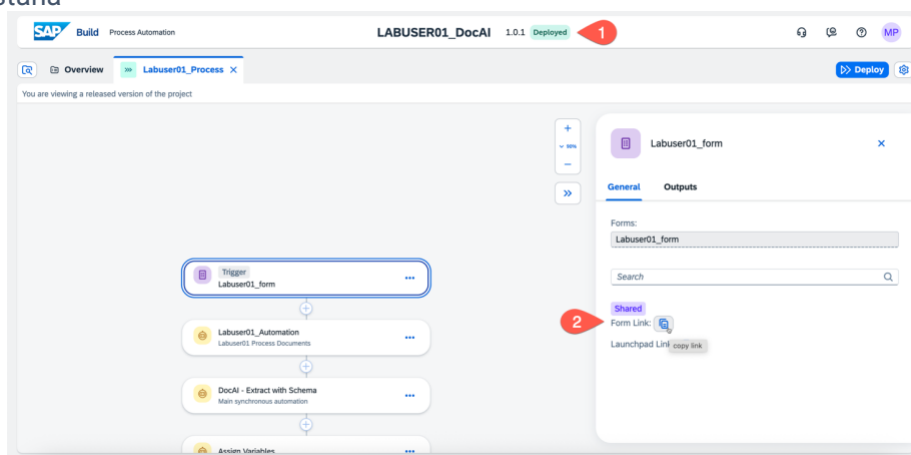 SAP Build Process Automation LABUSER01_DocAI 1.0.1 Deployed 1 MP
Overview Labuser01_Process Deploy
You are viewing a released version of the project
90%
Labuser01_form
General Outputs
Forms:
Labuser01_form
Search
Shared
2 Form Link:
Launchpad Lin copy link
Trigger
Labuser01_form
Labuser01_Automation
Labuser01 Process Documents
DocAI - Extract with Schema
Main synchronous automation
Assign Variables